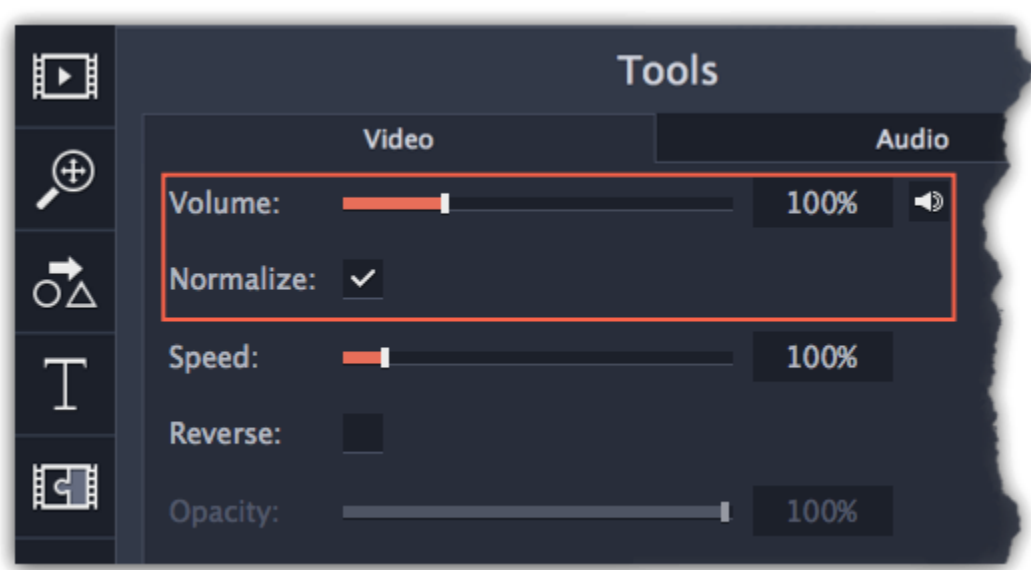 Tools
Video Audio
Volume: 100%
Normalize:
Speed: 100%
Reverse:
Opacity: 100%